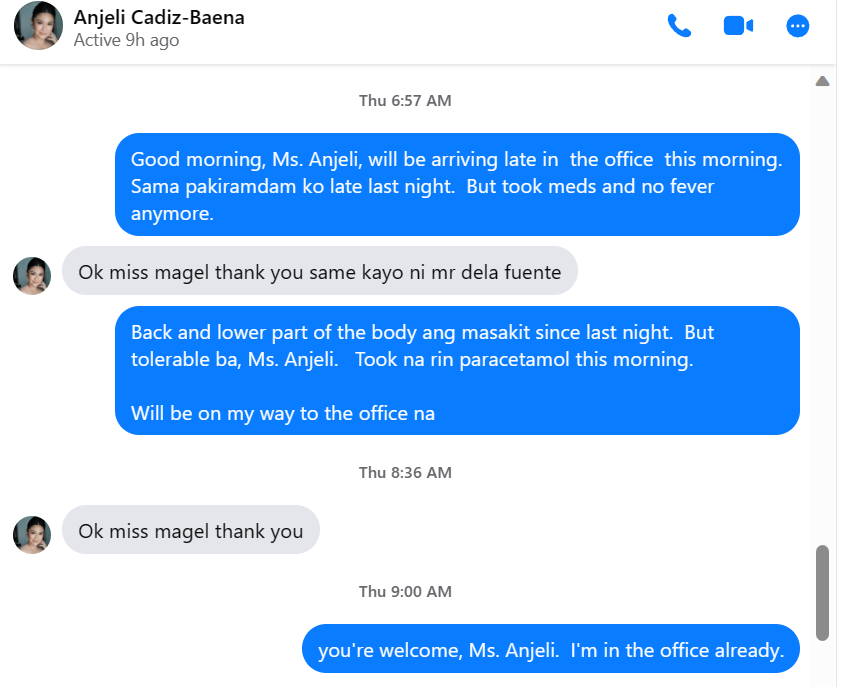 Anjeli Cadiz-Baena
Active 9h ago
Thu 6:57 AM
Good morning, Ms. Anjeli, will be arriving late in  the office  this morning.
Sama pakiramdam ko late last night.  But took meds and no fever
anymore.
Ok miss magel thank you same kayo ni mr dela fuente
Back and lower part of the body ang masakit since last night.  But
tolerable ba, Ms. Anjeli.   Took na rin paracetamol this morning.
Will be on my way to the office na
Thu 8:36 AM
Ok miss magel thank you
Thu 9:00 AM
you're welcome, Ms. Anjeli.  I'm in the office already.